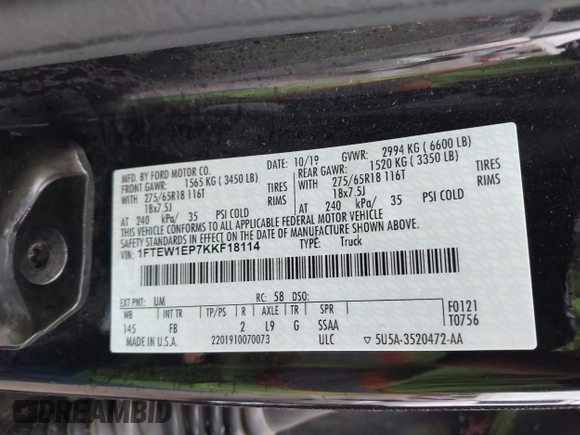 MFD. BY FORD MOTOR CO. 10/19 GVWR: 2994 KG ( 6600 LB)
FRONT GAWR: 1565 KG ( 3450 LB) REAR GAWR: 1520 KG ( 3350 LB)
WITH 275/65R18 116T TIRES WITH 275/65R18 116T TIRES
18x7.5J 18x7.5J
AT 240 kPa/ 35 PSI COLD AT 240 kPa/ 35 PSI COLD
THIS VEHICLE CONFORMS TO ALL APPLICABLE FEDERAL MOTOR VEHICLE
SAFETY STANDARDS IN EFFECT ON THE DATE OF MANUFACTURE SHOWN ABOVE.
VIN: 1FTEW1EP7KKF18114 TYPE: Truck
EXT PNT: UM RC: 58 DSO:
WB INT TR TP/PS R AXLE TR SPR F0121
145 FB 2 L9 G SSAA T0756
MADE IN U.S.A. 2201910070073 ULC 5U5A-3520472-AA
DREAMBID